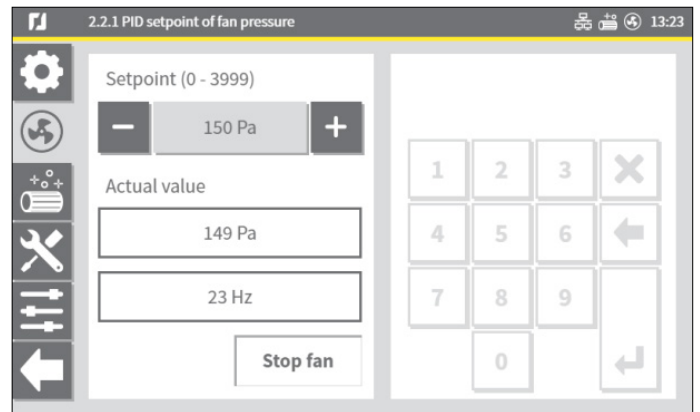 2.2.1 PID setpoint of fan pressure 13:23
Setpoint (0 - 3999)
− 150 Pa +
Actual value
149 Pa
23 Hz
Stop fan
1 2 3
4 5 6
7 8 9
0